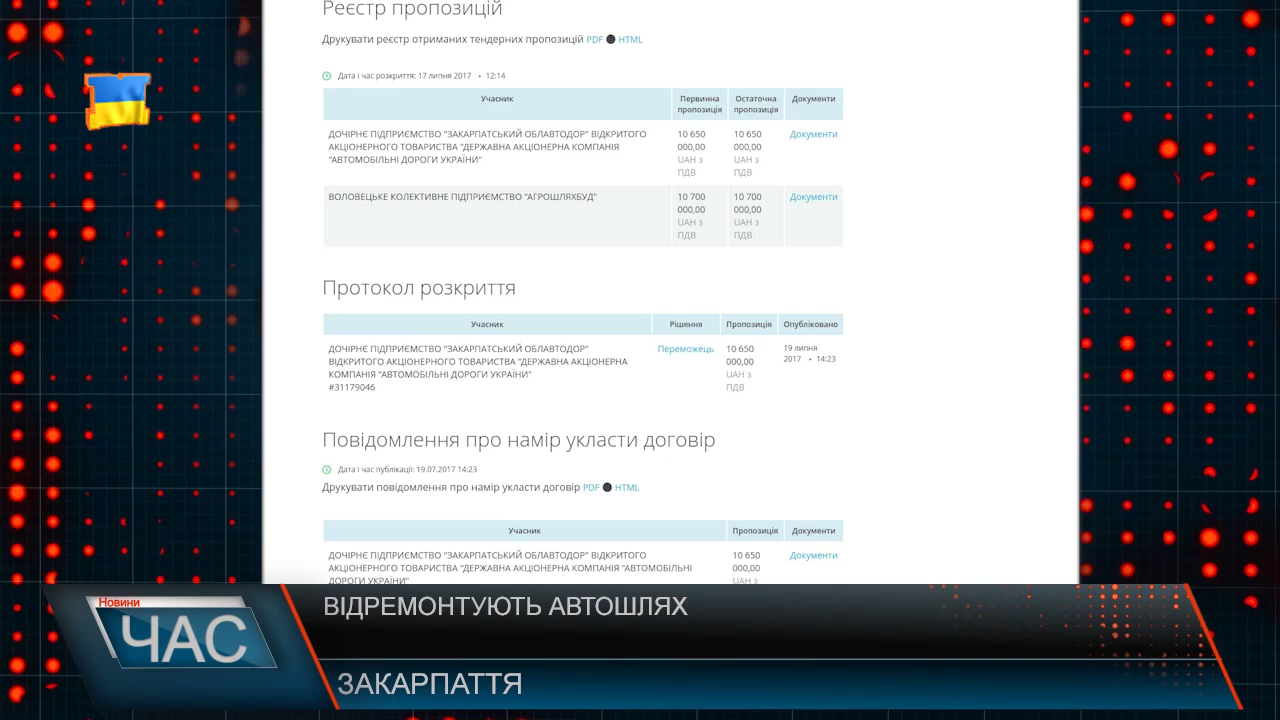 Реєстр пропозицій
Друкувати реєстр отриманих тендерних пропозицій PDF ● HTML
Дата і час розкриття: 17 липня 2017 • 12:14
Учасник
Первинна
пропозиція
Остаточна
пропозиція
Документи
ДОЧІРНЄ ПІДПРИЄМСТВО "ЗАКАРПАТСЬКИЙ ОБЛАВТОДОР" ВІДКРИТОГО
АКЦІОНЕРНОГО ТОВАРИСТВА "ДЕРЖАВНА АКЦІОНЕРНА КОМПАНІЯ
"АВТОМОБІЛЬНІ ДОРОГИ УКРАЇНИ"
10 650
000,00
UAH з
ПДВ
10 650
000,00
UAH з
ПДВ
Документи
ВОЛОВЕЦЬКЕ КОЛЕКТИВНЕ ПІДПРИЄМСТВО "АГРОШЛЯХБУД"
10 700
000,00
UAH з
ПДВ
10 700
000,00
UAH з
ПДВ
Документи
Протокол розкриття
Учасник
Рішення
Пропозиція
Опубліковано
ДОЧІРНЄ ПІДПРИЄМСТВО "ЗАКАРПАТСЬКИЙ ОБЛАВТОДОР"
ВІДКРИТОГО АКЦІОНЕРНОГО ТОВАРИСТВА "ДЕРЖАВНА АКЦІОНЕРНА
КОМПАНІЯ "АВТОМОБІЛЬНІ ДОРОГИ УКРАЇНИ"
#31179046
Переможець
10 650
000,00
UAH з
ПДВ
19 липня
2017 • 14:23
Повідомлення про намір укласти договір
Дата і час публікації: 19.07.2017 14:23
Друкувати повідомлення про намір укласти договір PDF ● HTML
Учасник
Пропозиція
Документи
ДОЧІРНЄ ПІДПРИЄМСТВО "ЗАКАРПАТСЬКИЙ ОБЛАВТОДОР" ВІДКРИТОГО
АКЦІОНЕРНОГО ТОВАРИСТВА "ДЕРЖАВНА АКЦІОНЕРНА КОМПАНІЯ "АВТОМОБІЛЬНІ
ДОРОГИ УКРАЇНИ"
10 650
000,00
UAH з
Документи
Новини
ЧАС
ВІДРЕМОНТУЮТЬ АВТОШЛЯХ
ЗАКАРПАТТЯ